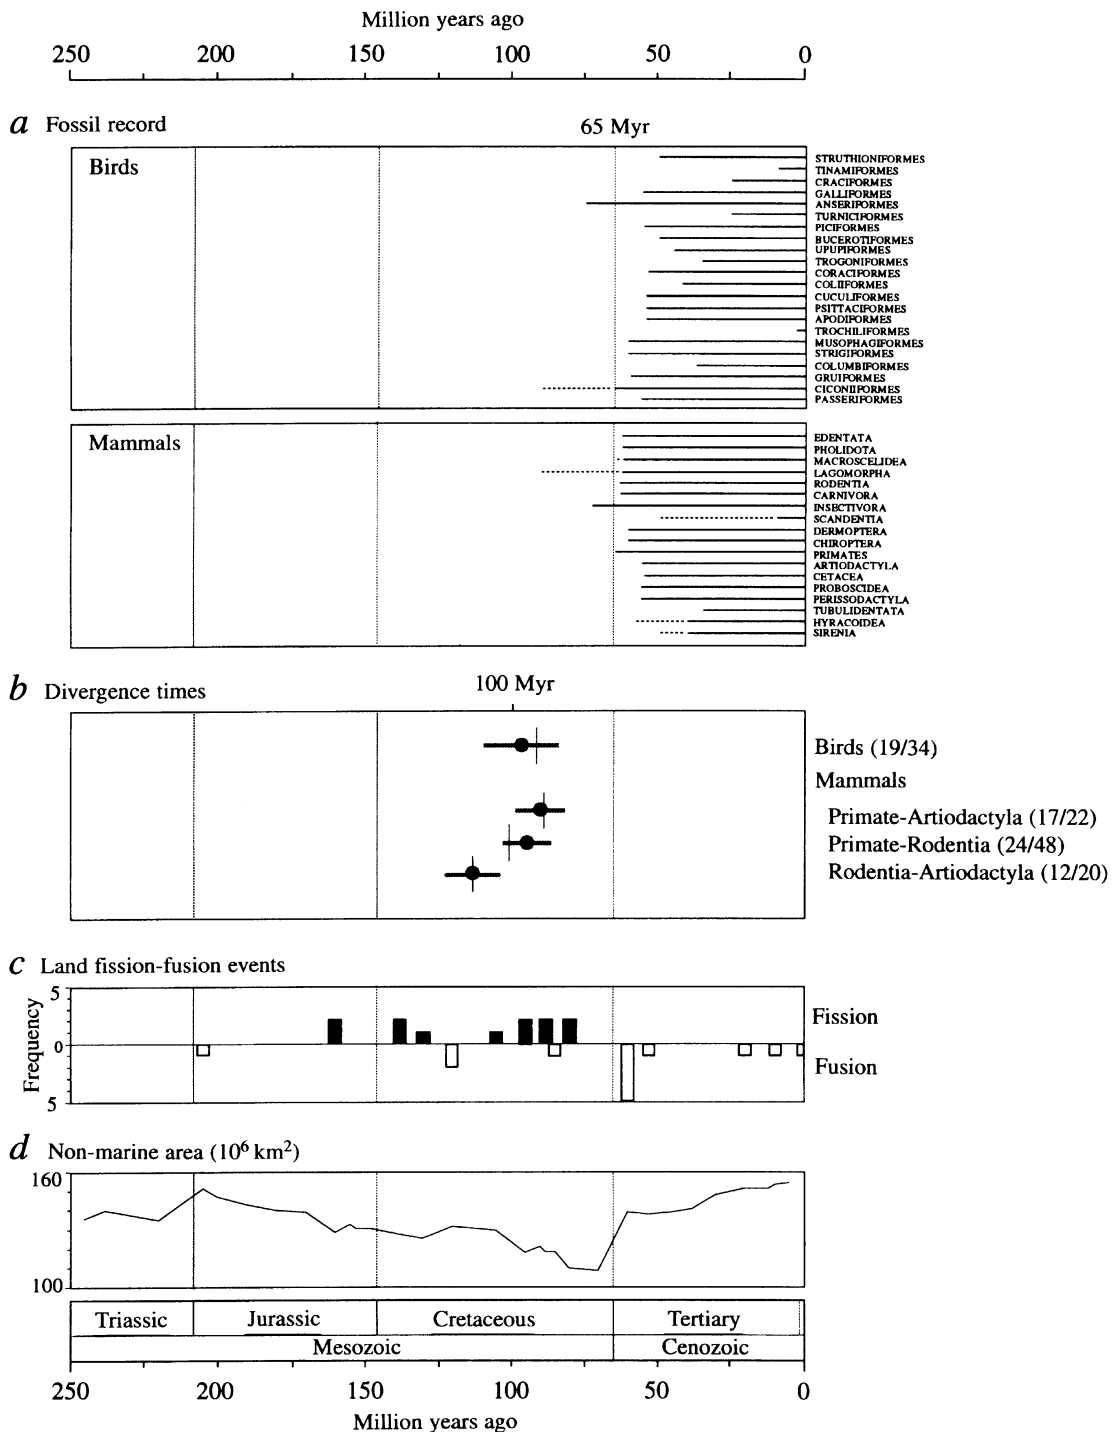 Million years ago
250 200 150 100 50 0
a Fossil record
65 Myr
Birds
STRUTHIONIFORMES
TINAMIFORMES
CRACIFORMES
GALLIFORMES
ANSERIFORMES
TURNICIFORMES
PICIFORMES
BUCEROTIFORMES
UPUPIFORMES
TROGONIFORMES
CORACIFORMES
COLIIFORMES
CUCULIFORMES
PSITTACIFORMES
APODIFORMES
TROCHILIFORMES
MUSOPHAGIFORMES
STRIGIFORMES
COLUMBIFORMES
GRUIFORMES
CICONIIFORMES
PASSERIFORMES
Mammals
EDENTATA
PHOLIDOTA
MACROSCELIDEA
LAGOMORPHA
RODENTIA
CARNIVORA
INSECTIVORA
SCANDENTIA
DERMOPTERA
CHIROPTERA
PRIMATES
ARTIODACTYLA
CETACEA
PROBOSCIDEA
PERISSODACTYLA
TUBULIDENTATA
HYRACOIDEA
SIRENIA
b Divergence times
100 Myr
Birds (19/34)
Mammals
Primate-Artiodactyla (17/22)
Primate-Rodentia (24/48)
Rodentia-Artiodactyla (12/20)
c Land fission-fusion events
Frequency
5
0
5
Fission
Fusion
d Non-marine area (10⁶ km²)
160
100
Triassic Jurassic Cretaceous Tertiary
Mesozoic Cenozoic
250 200 150 100 50 0
Million years ago